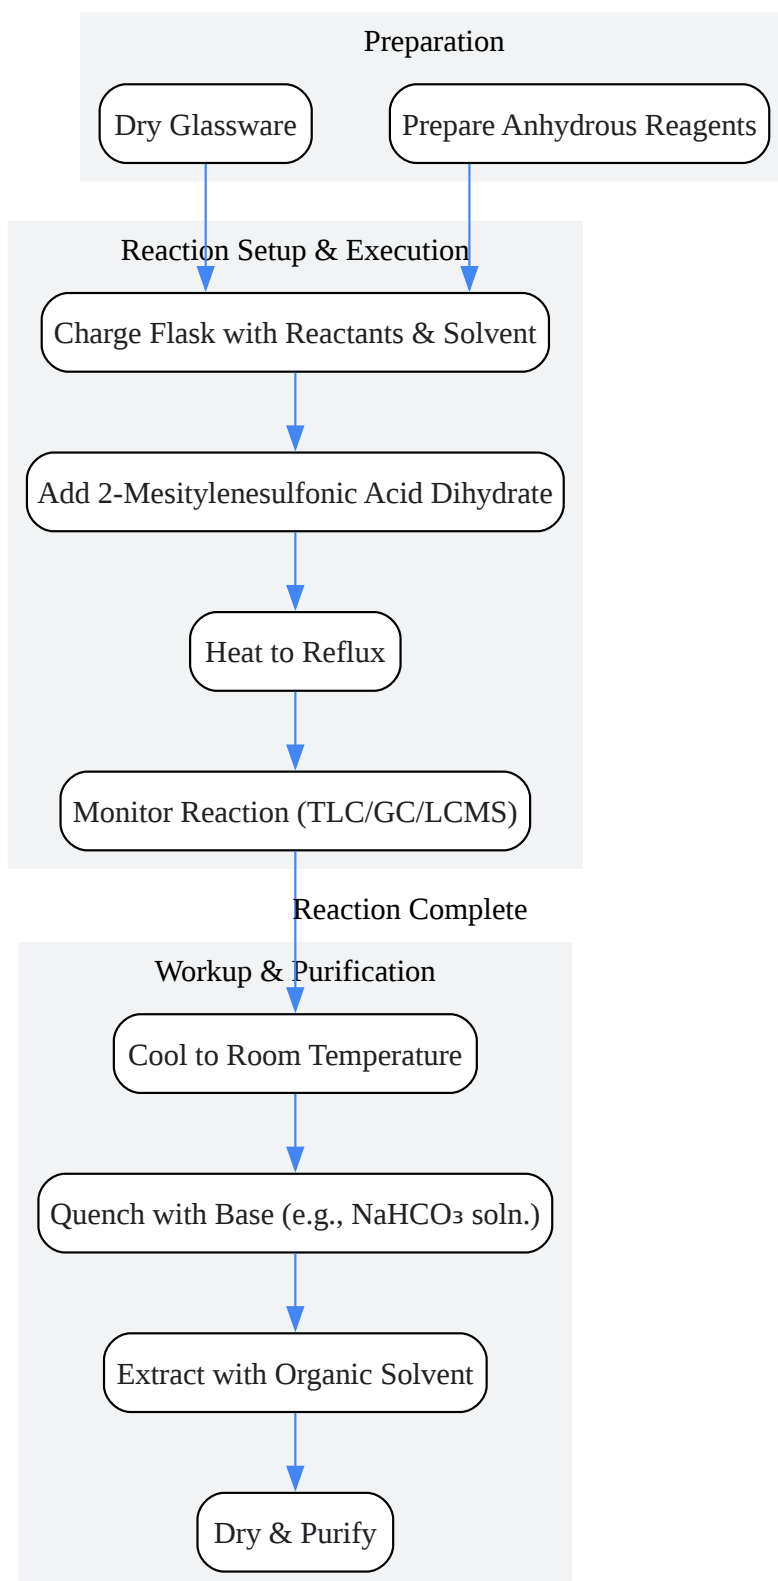 Preparation
Dry Glassware
Prepare Anhydrous Reagents
Reaction Setup & Execution
Charge Flask with Reactants & Solvent
Add 2-Mesitylenesulfonic Acid Dihydrate
Heat to Reflux
Monitor Reaction (TLC/GC/LCMS)
Reaction Complete
Workup & Purification
Cool to Room Temperature
Quench with Base (e.g., NaHCO₃ soln.)
Extract with Organic Solvent
Dry & Purify